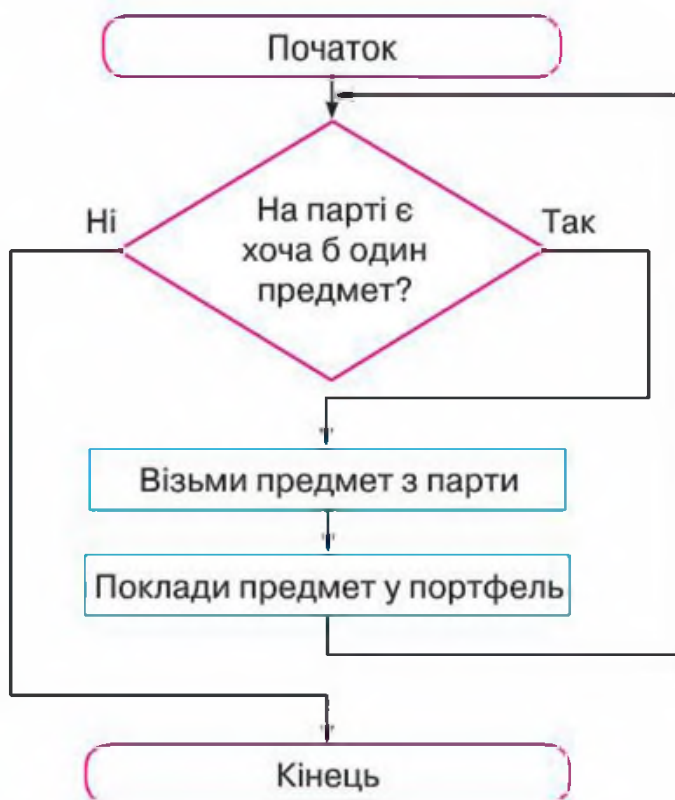 Початок
Ні
На парті є
хоча б один
предмет?
Так
Візьми предмет з парти
Поклади предмет у портфель
Кінець